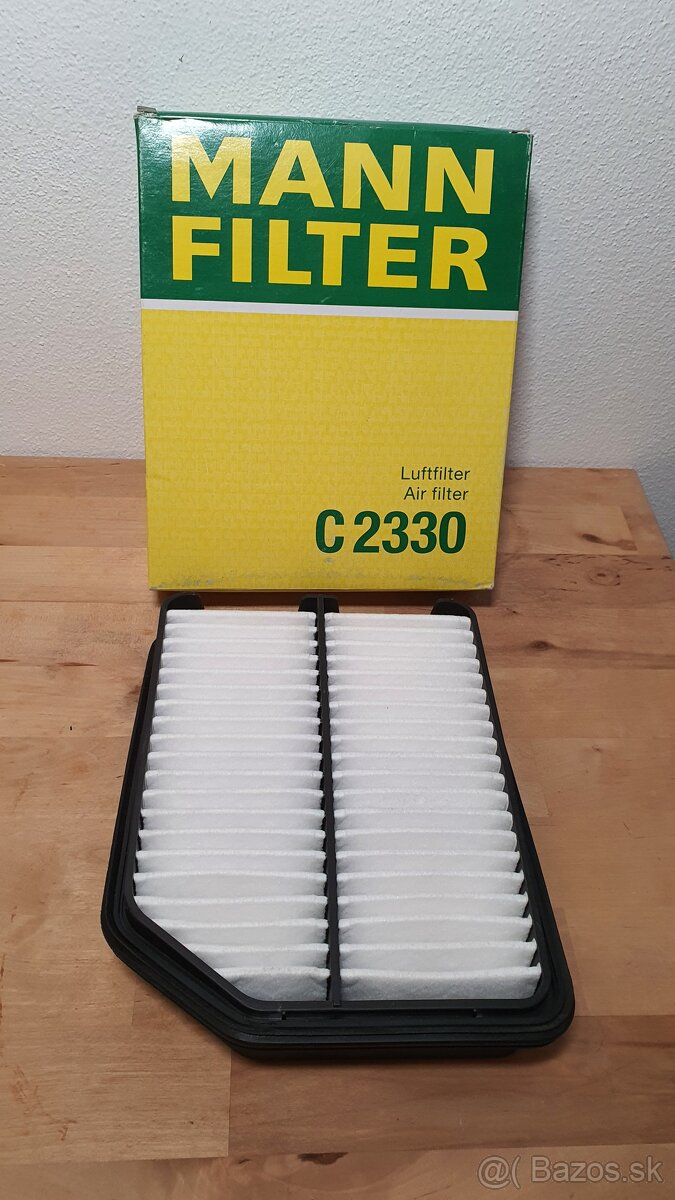 MANN
FILTER
Luftfilter
Air filter
C 2330
@( Bazos.sk